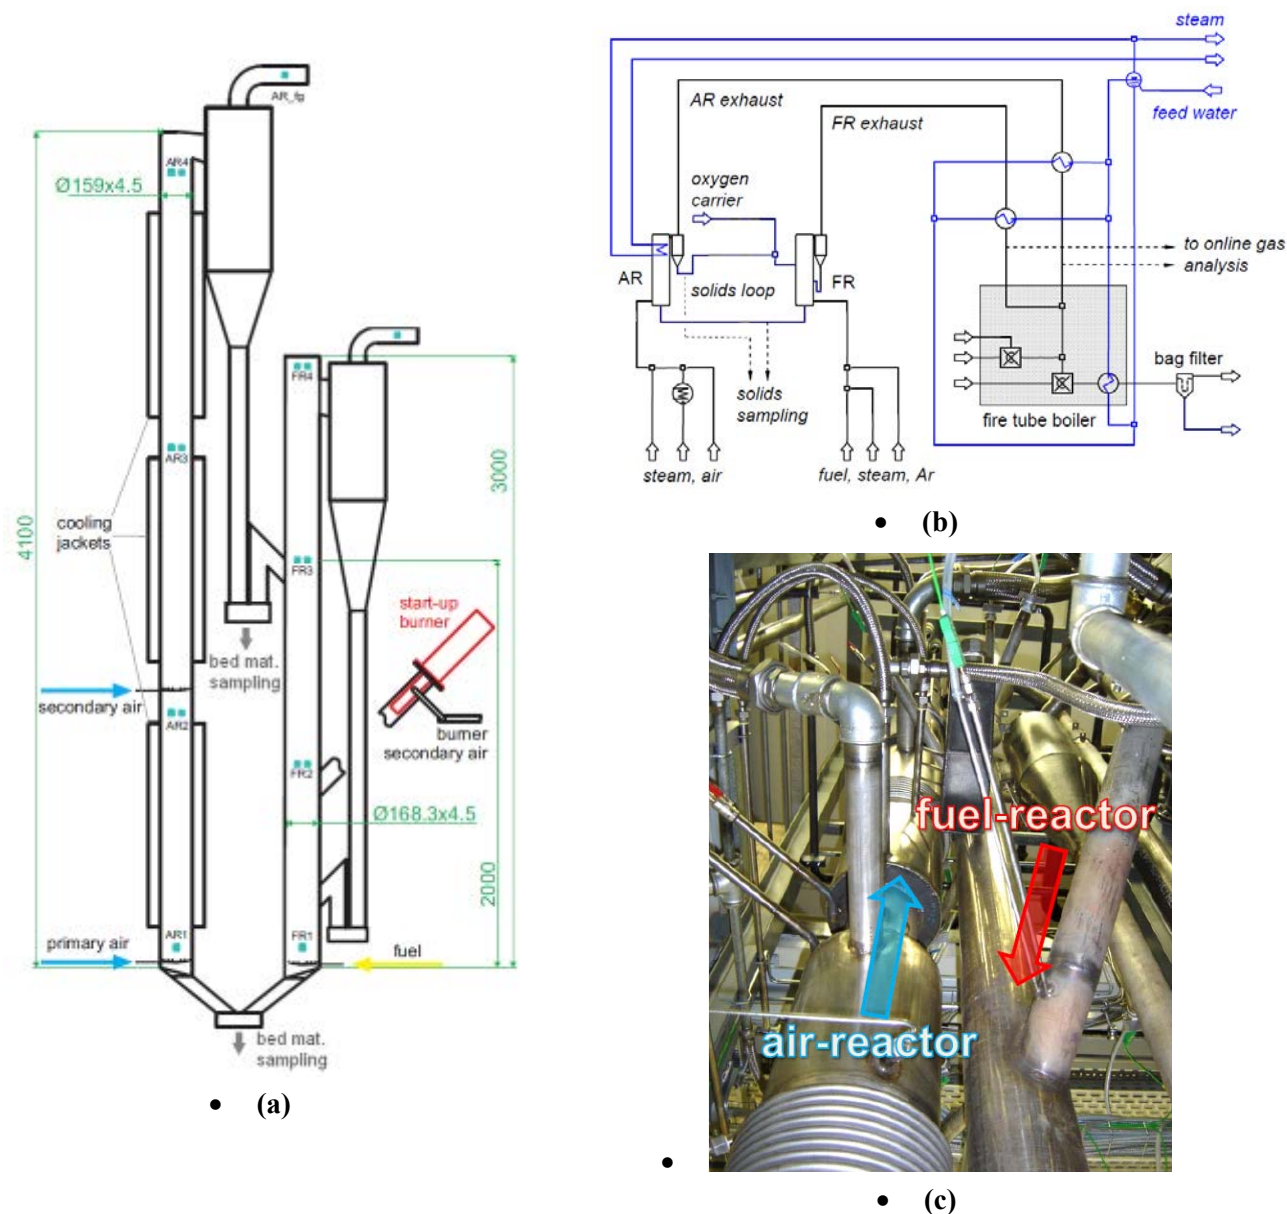 AR_fg
AR4
Ø159x4.5
FR4
AR3
cooling
jackets
4100
3000
FR3
start-up
burner
bed mat.
sampling
secondary air
AR2
burner
secondary air
FR2
Ø168.3x4.5
2000
AR1
FR1
primary air
fuel
bed mat.
sampling
• (a)
steam
AR exhaust
FR exhaust
feed water
oxygen
carrier
to online gas
analysis
AR
solids loop
FR
bag filter
solids
sampling
fire tube boiler
steam, air
fuel, steam, Ar
• (b)
fuel-reactor
air-reactor
•
• (c)